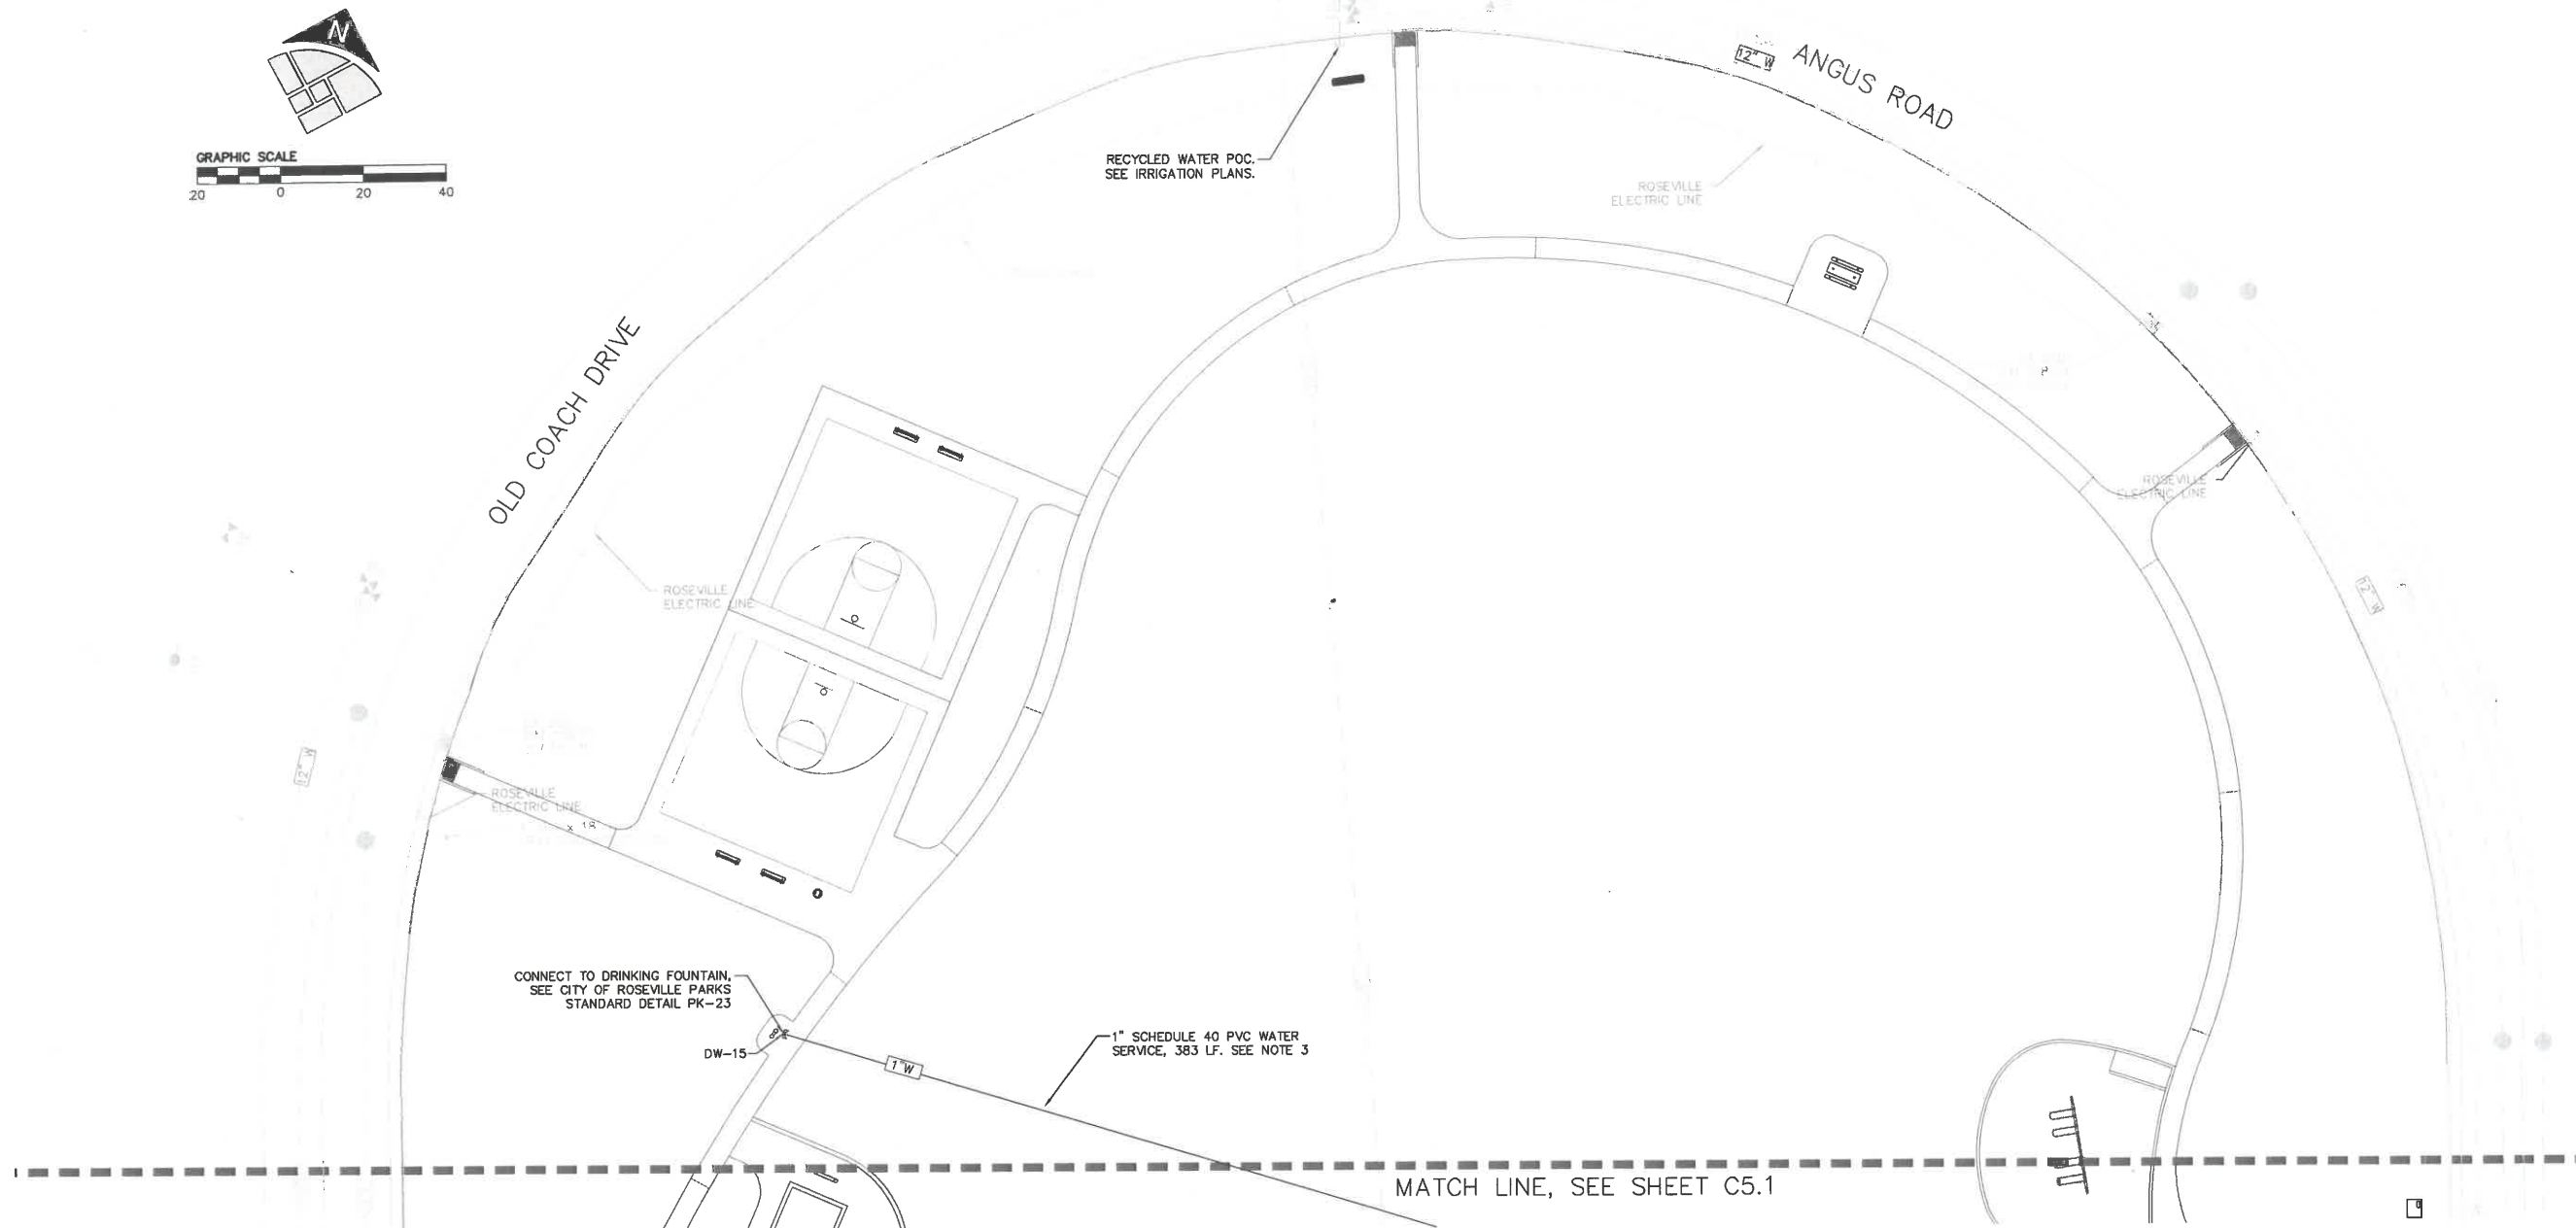 N
GRAPHIC SCALE
20 0 20 40
12" W
ANGUS ROAD
RECYCLED WATER POC.
SEE IRRIGATION PLANS.
ROSEVILLE
ELECTRIC LINE
OLD COACH DRIVE
ROSEVILLE
ELECTRIC LINE
ROSEVILLE
ELECTRIC LINE
12" W
12" W
ROSEVILLE
ELECTRIC LINE
CONNECT TO DRINKING FOUNTAIN,
SEE CITY OF ROSEVILLE PARKS
STANDARD DETAIL PK-23
DW-15
1"W
1" SCHEDULE 40 PVC WATER
SERVICE, 383 LF. SEE NOTE 3
MATCH LINE, SEE SHEET C5.1